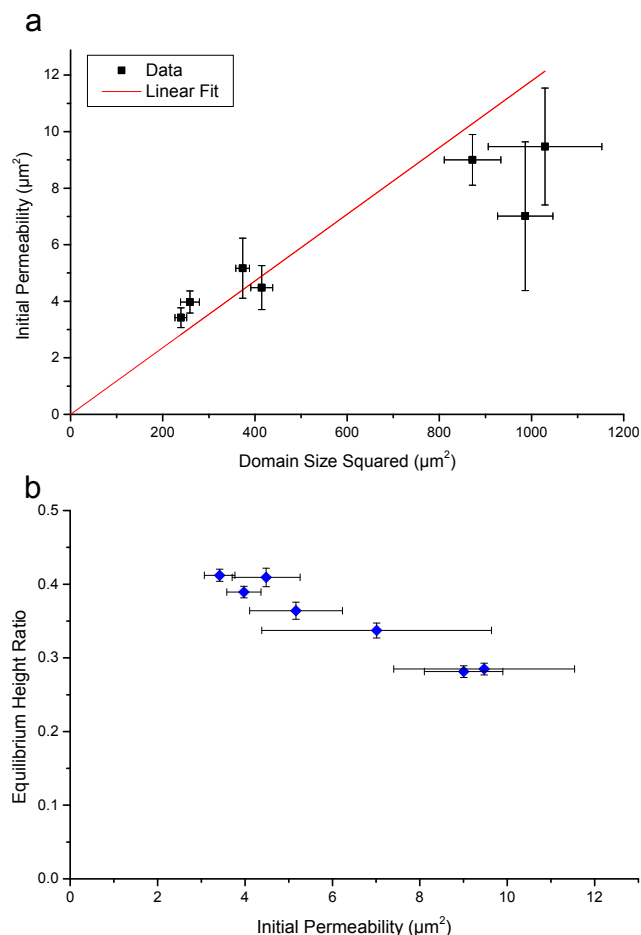 a
Data
Linear Fit
12
10
8
6
4
2
0
Initial Permeability (µm²)
0 200 400 600 800 1000 1200
Domain Size Squared (µm²)
b
0.5
0.4
0.3
0.2
0.1
0.0
Equilibrium Height Ratio
0 2 4 6 8 10 12
Initial Permeability (µm²)